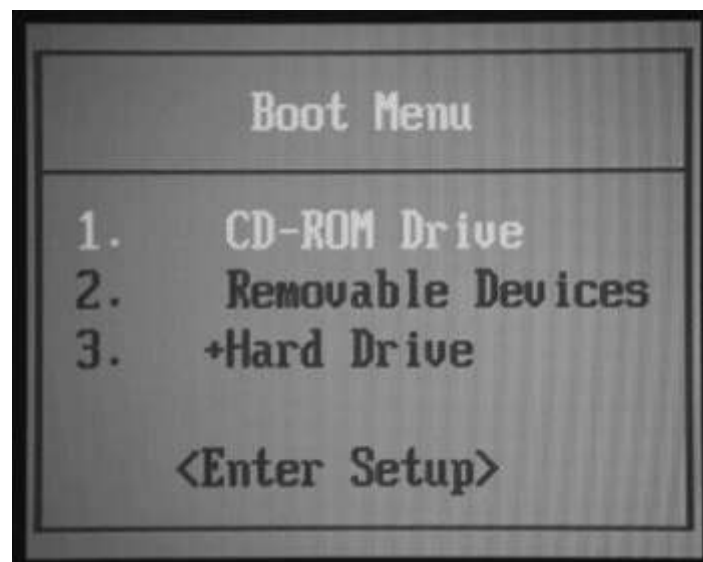 Boot Menu
1. CD-ROM Drive
2. Removable Devices
3. +Hard Drive
<Enter Setup>